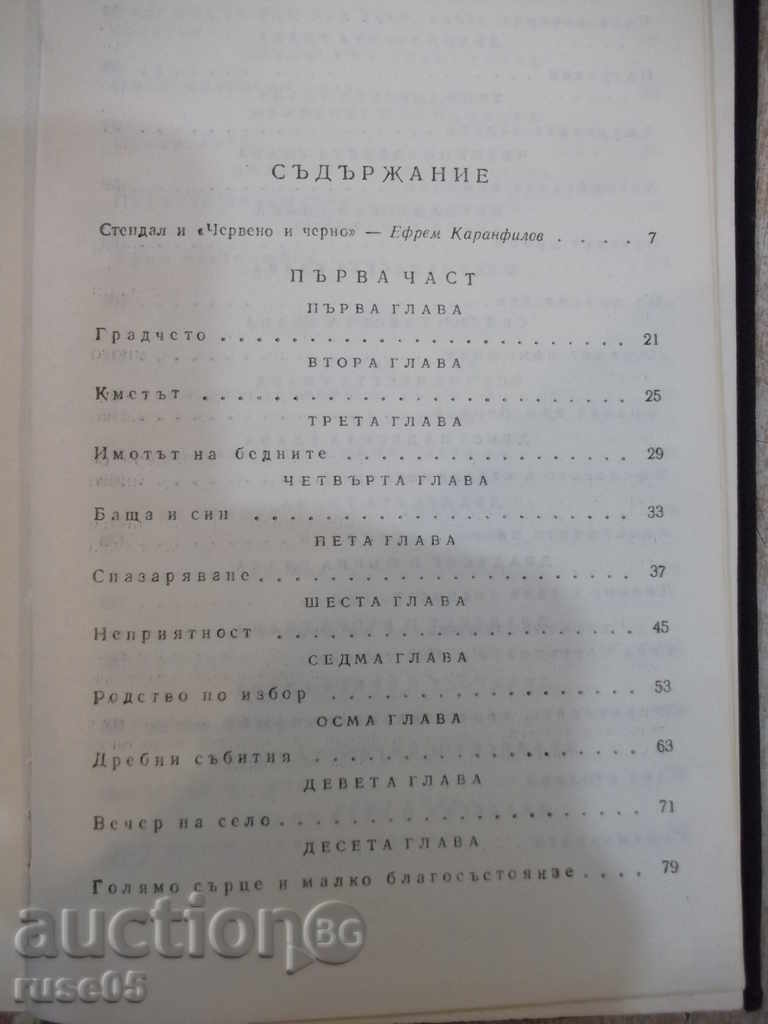 СЪДЪРЖАНИЕ
Стендал и «Червено и черно» — Ефрем Каранфилов . . . . 7
ПЪРВА ЧАСТ
ПЪРВА ГЛАВА
Градчето . . . . . . . . . . . . . . . . . . . . . . . 21
ВТОРА ГЛАВА
Кметът . . . . . . . . . . . . . . . . . . . . . . . 25
ТРЕТА ГЛАВА
Имотът на бедните . . . . . . . . . . . . . . . . . . 29
ЧЕТВЪРТА ГЛАВА
Баща и син . . . . . . . . . . . . . . . . . . . . . 33
ПЕТА ГЛАВА
Спазаряване . . . . . . . . . . . . . . . . . . . . . 37
ШЕСТА ГЛАВА
Неприятност . . . . . . . . . . . . . . . . . . . . 45
СЕДМА ГЛАВА
Родство по избор . . . . . . . . . . . . . . . . . 53
ОСМА ГЛАВА
Дребни събития . . . . . . . . . . . . . . . . . . 63
ДЕВЕТА ГЛАВА
Вечер на село . . . . . . . . . . . . . . . . . . . 71
ДЕСЕТА ГЛАВА
Голямо сърце и малко благосъстоянзе . . . . 79
auction BG
ruse05